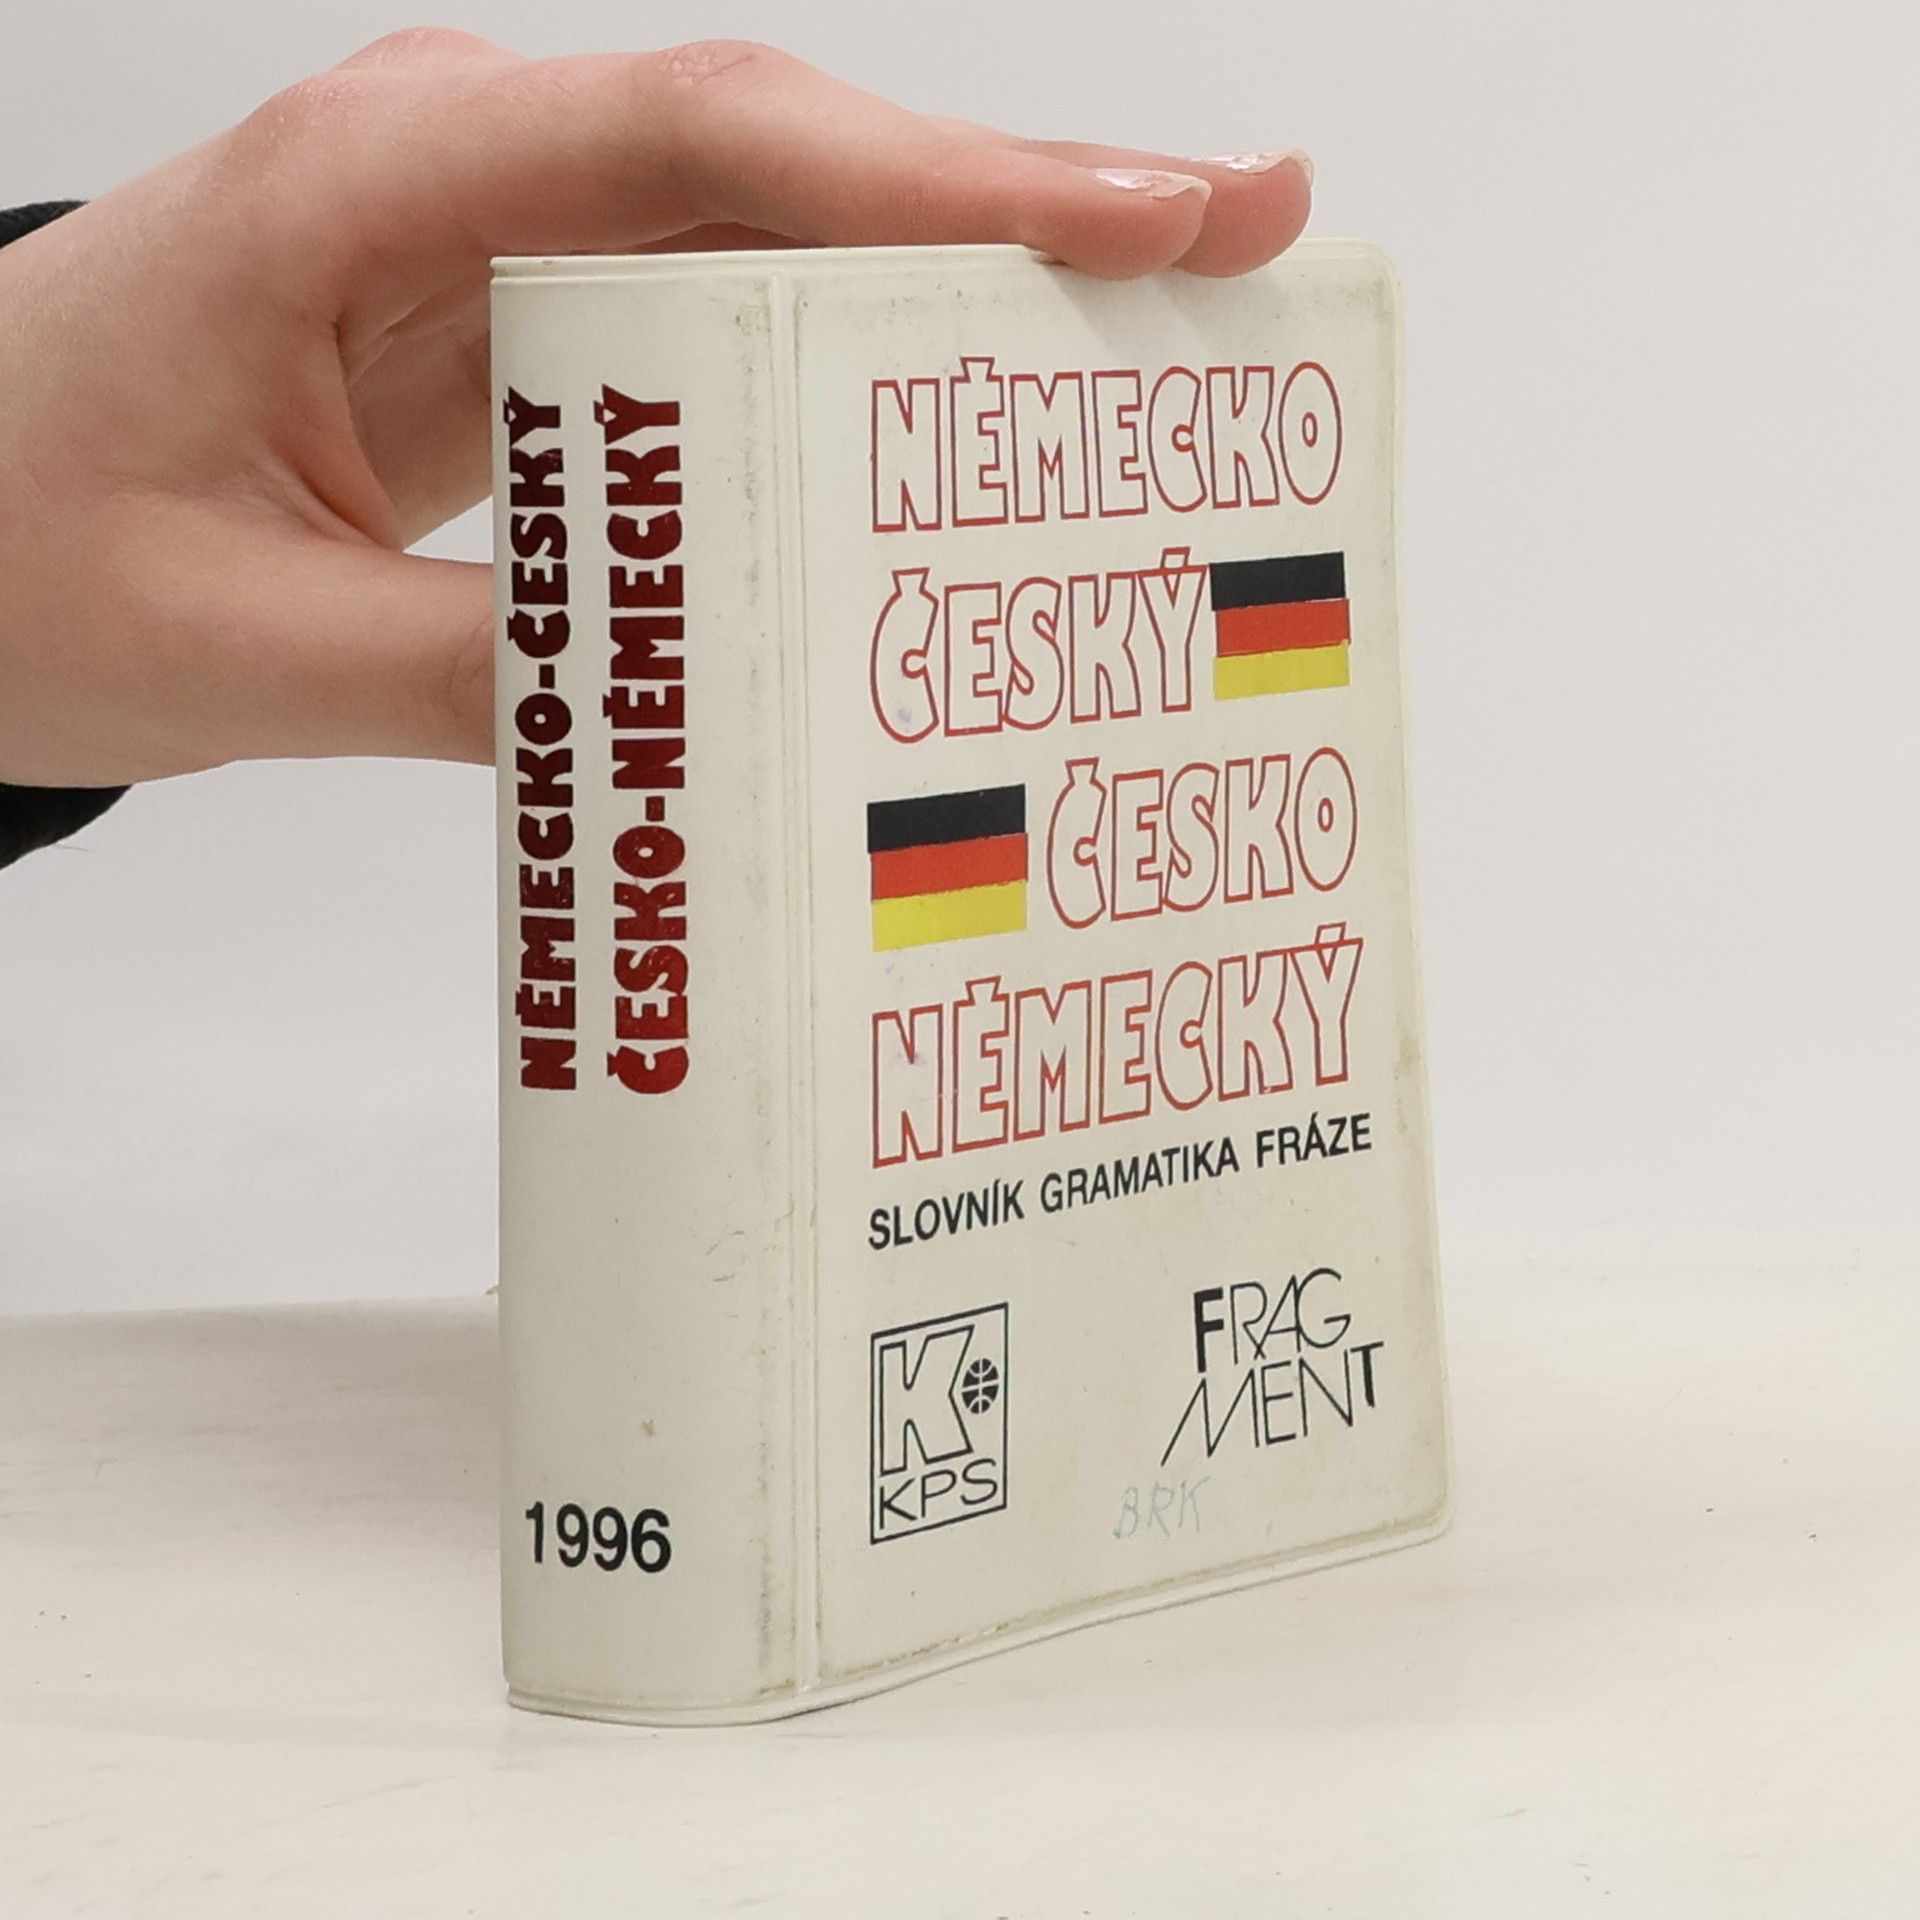 NĚMECKO-ČESKÝ
ČESKO-NĚMECKÝ
1996
NĚMECKO
ČESKÝ
ČESKO
NĚMECKÝ
SLOVNÍK GRAMATIKA FRÁZE
K
KPS
FRAG
MENT
BRK